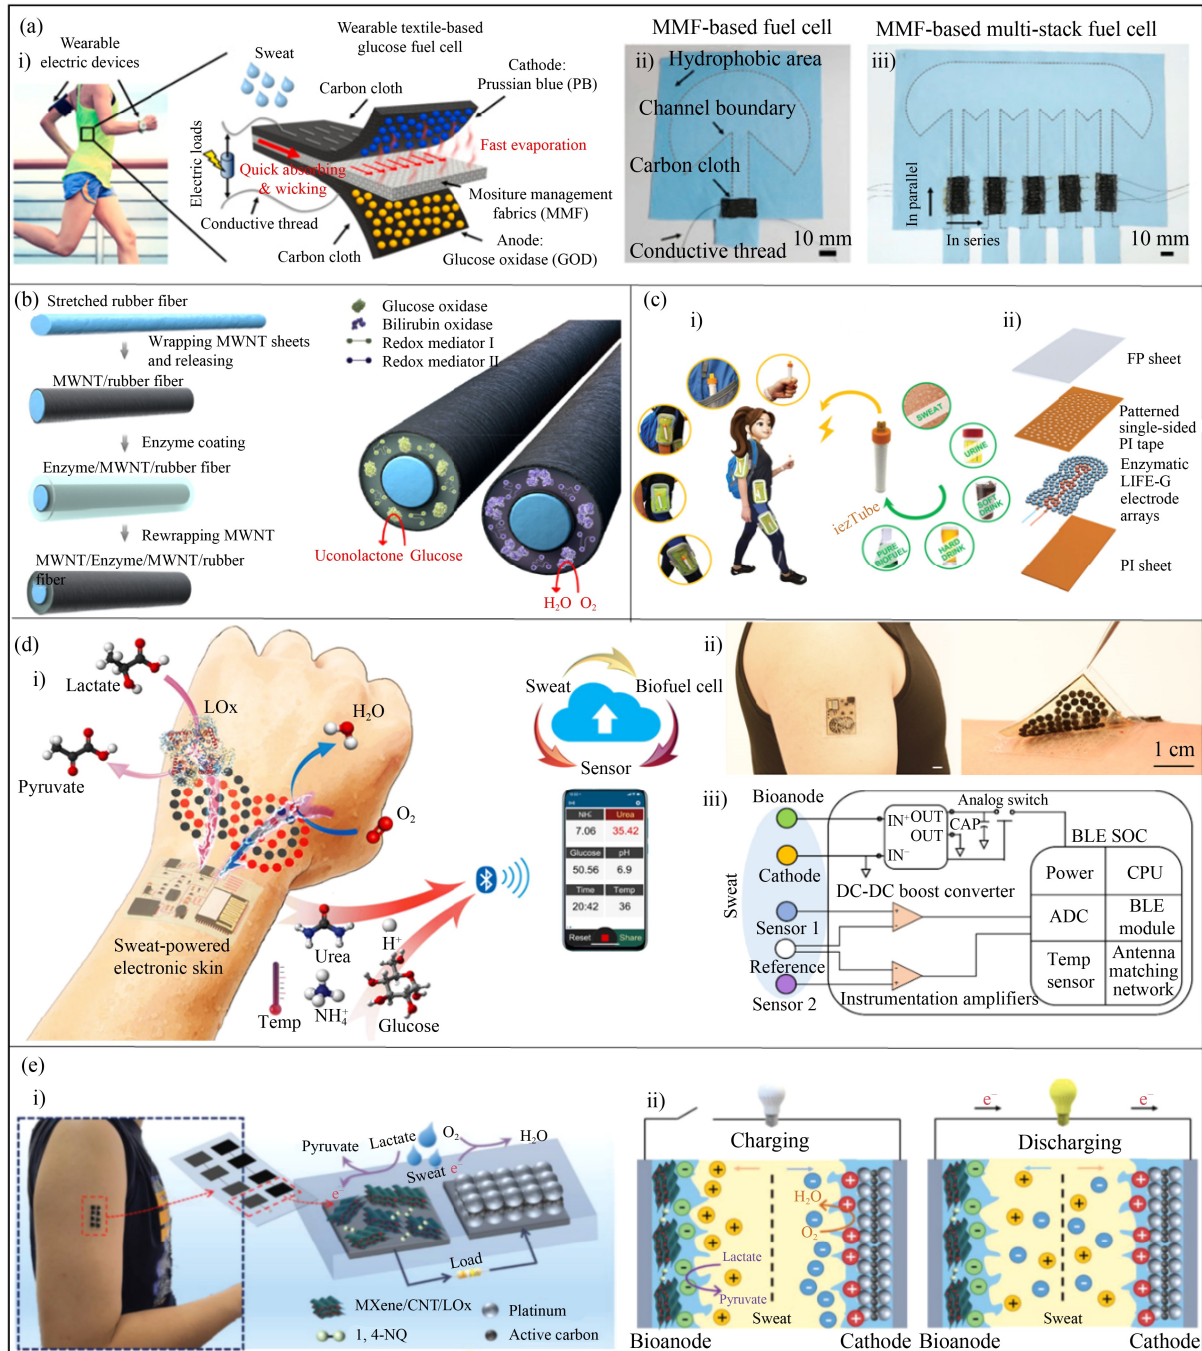 (a)
i)
Wearable
electric devices
Sweat
Wearable textile-based
glucose fuel cell
Carbon cloth
Cathode:
Prussian blue (PB)
Fast evaporation
Electric loads
Quick absorbing
& wicking
Mositure management
fabrics (MMF)
Conductive thread
Carbon cloth
Anode:
Glucose oxidase (GOD)
MMF-based fuel cell
ii)
Hydrophobic area
Channel boundary
Carbon cloth
Conductive thread
10 mm
MMF-based multi-stack fuel cell
iii)
In parallel
In series
10 mm
(b)
Stretched rubber fiber
Wrapping MWNT sheets
and releasing
MWNT/rubber fiber
Enzyme coating
Enzyme/MWNT/rubber fiber
Rewrapping MWNT
MWNT/Enzyme/MWNT/rubber
fiber
Glucose oxidase
Bilirubin oxidase
Redox mediator I
Redox mediator II
Uconolactone Glucose
H₂O O₂
(c)
i)
SWEAT
URINE
SOFT
DRINK
HARD
DRINK
PURE
BIOFUEL
iezTube
ii)
FP sheet
Patterned
single-sided
PI tape
Enzymatic
LIFE-G
electrode
arrays
PI sheet
(d)
i)
Lactate
LOx
H₂O
Pyruvate
O₂
Sweat-powered
electronic skin
Urea
H⁺
Temp
NH₄⁺
Glucose
Sweat
Biofuel cell
Sensor
NH₄⁺ Urea
7.06 35.42
Glucose pH
50.56 6.9
Time Temp
20:42 36
Reset Share
ii)
1 cm
iii)
Bioanode
Cathode
Sweat
Sensor 1
Reference
Sensor 2
IN⁺ OUT
OUT
IN⁻
CAP
Analog switch
DC-DC boost converter
Instrumentation amplifiers
BLE SOC
Power CPU
ADC BLE
module
Temp
sensor
Antenna
matching
network
(e)
i)
Pyruvate
Lactate
O₂
H₂O
Sweat
e⁻
e⁻
Load
MXene/CNT/LOx
Platinum
1, 4-NQ
Active carbon
ii)
Charging
H₂O
O₂
Lactate
Pyruvate
Sweat
Bioanode
Cathode
e⁻
e⁻
Discharging
Sweat
Bioanode
Cathode